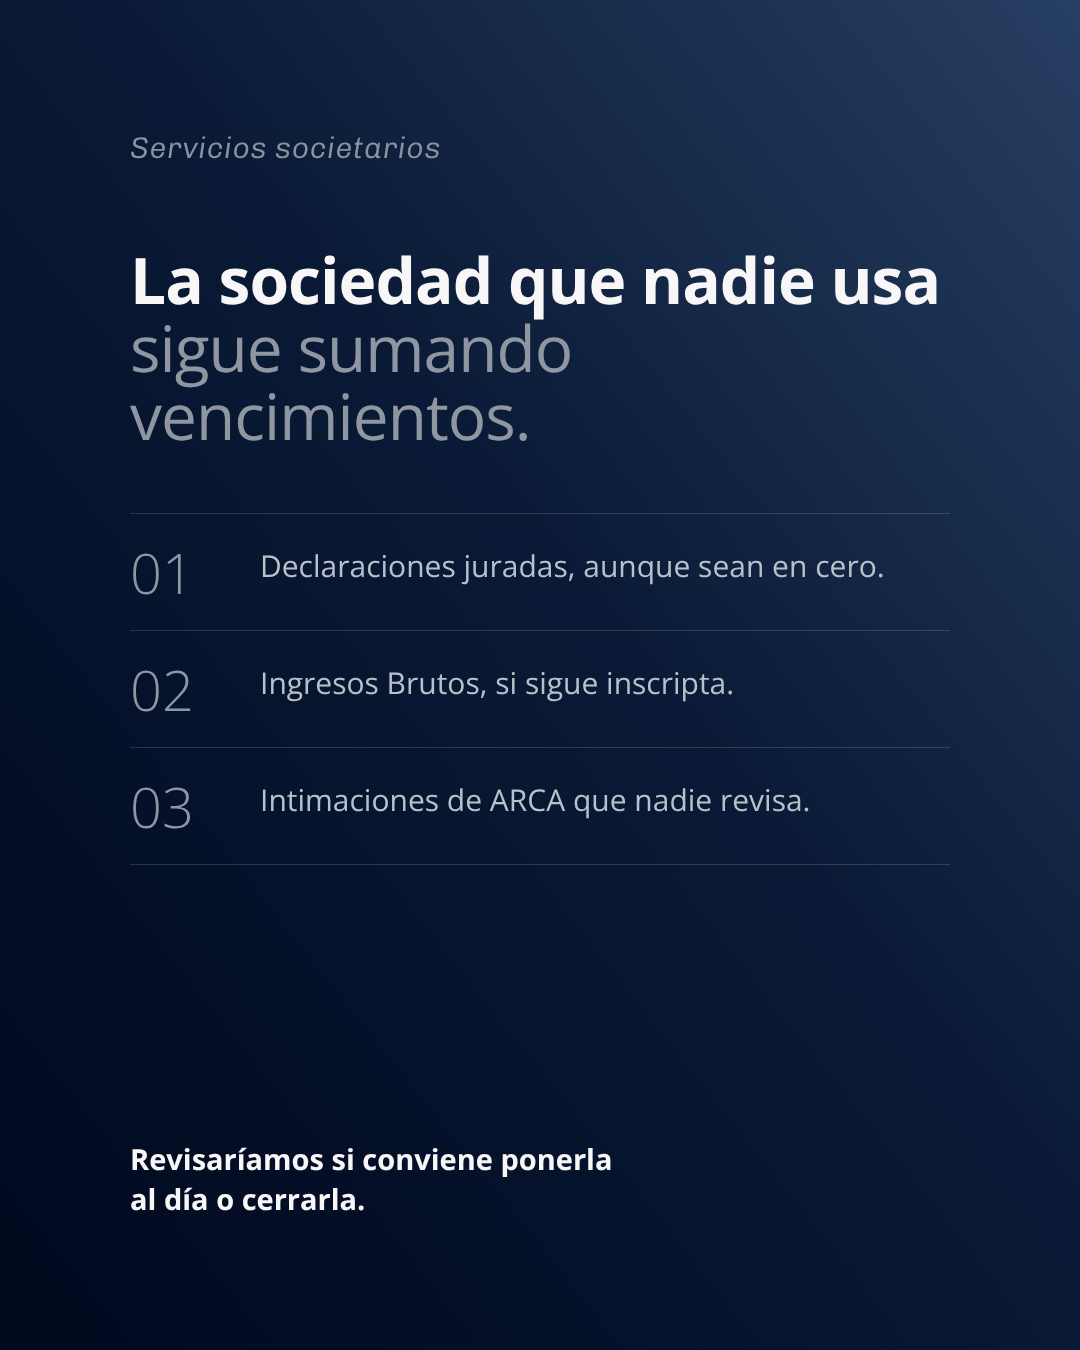 Servicios societarios
La sociedad que nadie usa
sigue sumando
vencimientos.
01 Declaraciones juradas, aunque sean en cero.
02 Ingresos Brutos, si sigue inscripta.
03 Intimaciones de ARCA que nadie revisa.
Revisaríamos si conviene ponerla
al día o cerrarla.